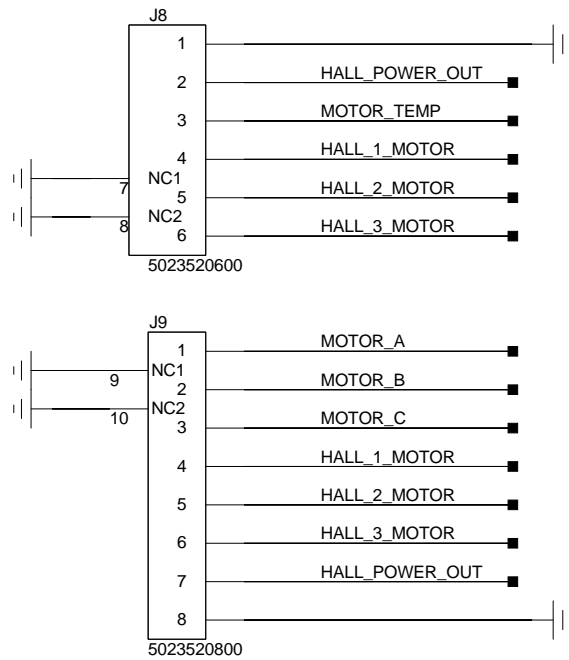 J8
1
2 HALL_POWER_OUT
3 MOTOR_TEMP
4 HALL_1_MOTOR
7 NC1
5 HALL_2_MOTOR
8 NC2
6 HALL_3_MOTOR
5023520600
J9
1 MOTOR_A
9 NC1
2 MOTOR_B
10 NC2
3 MOTOR_C
4 HALL_1_MOTOR
5 HALL_2_MOTOR
6 HALL_3_MOTOR
7 HALL_POWER_OUT
8
5023520800